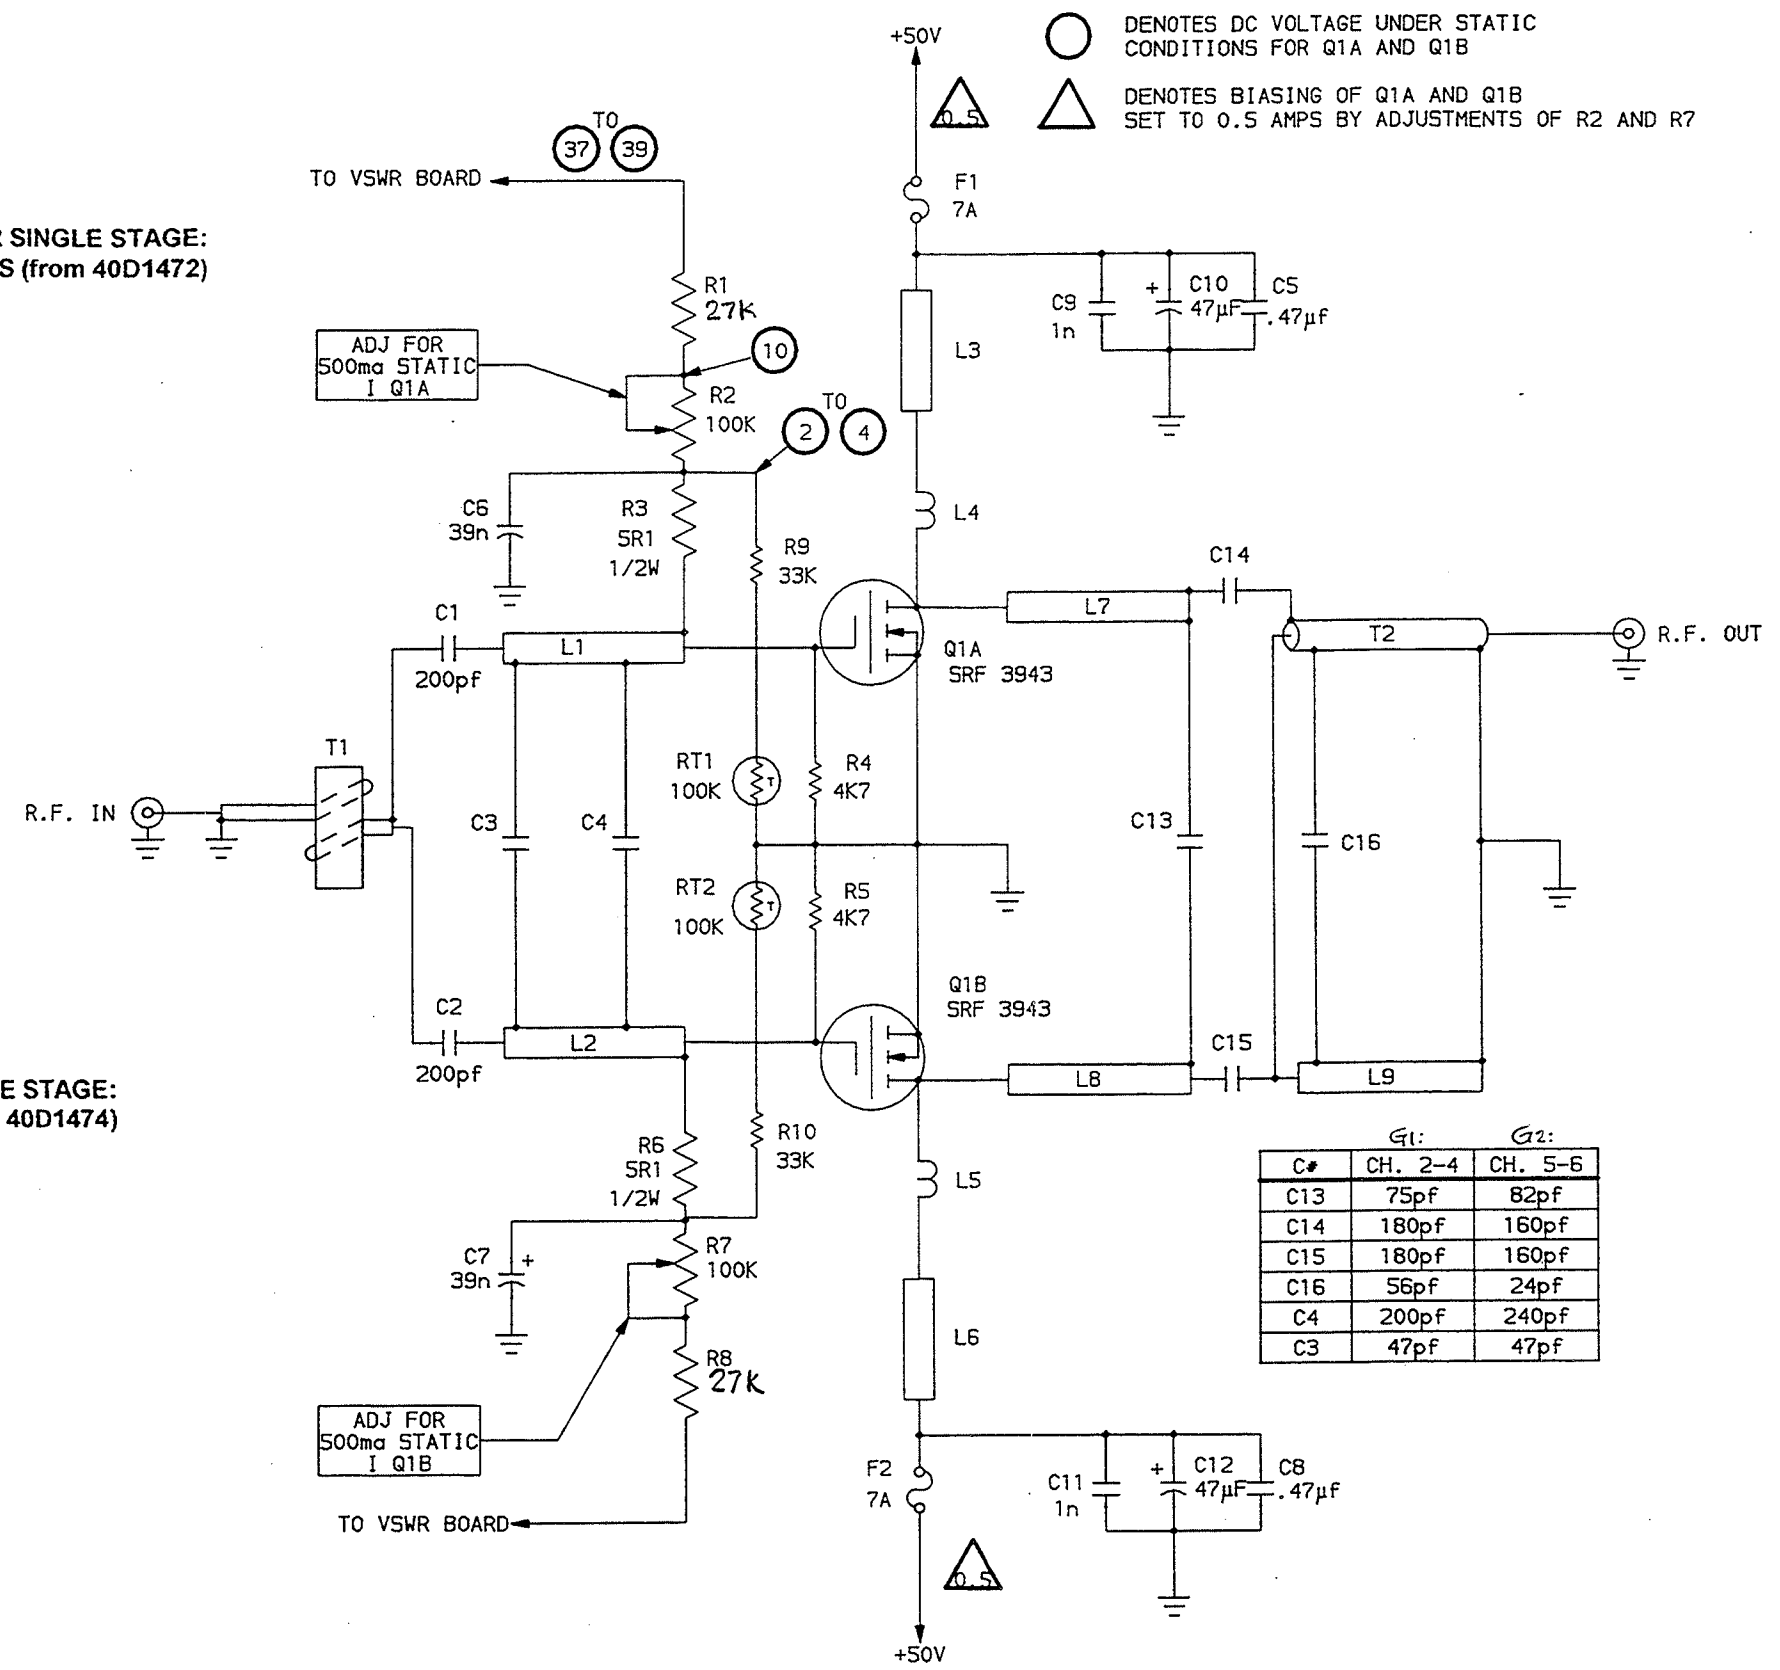 DENOTES DC VOLTAGE UNDER STATIC
CONDITIONS FOR Q1A AND Q1B
DENOTES BIASING OF Q1A AND Q1B
SET TO 0.5 AMPS BY ADJUSTMENTS OF R2 AND R7
+50V
0.5
TO
37
39
TO VSWR BOARD
F1
7A
R SINGLE STAGE:
S (from 40D1472)
R1
27K
C9
1n
+
C10
47µF
C5
.47µf
ADJ FOR
500ma STATIC
I Q1A
10
L3
R2
100K
TO
2
4
C6
39n
R3
5R1
1/2W
R9
33K
L4
C14
C1
200pf
L1
L7
T2
R.F. OUT
Q1A
SRF 3943
T1
RT1
100K
T
R4
4K7
R.F. IN
C3
C4
C13
C16
RT2
100K
T
R5
4K7
Q1B
SRF 3943
C2
200pf
L2
C15
L8
L9
E STAGE:
40D1474)
R6
5R1
1/2W
R10
33K
L5
G1:
G2:
C# CH. 2-4 CH. 5-6
C13 75pf 82pf
C14 180pf 160pf
C15 180pf 160pf
C16 56pf 24pf
C4 200pf 240pf
C3 47pf 47pf
C7
39n
+
R7
100K
L6
R8
27K
ADJ FOR
500ma STATIC
I Q1B
F2
7A
C11
1n
+
C12
47µF
C8
.47µf
TO VSWR BOARD
0.5
+50V